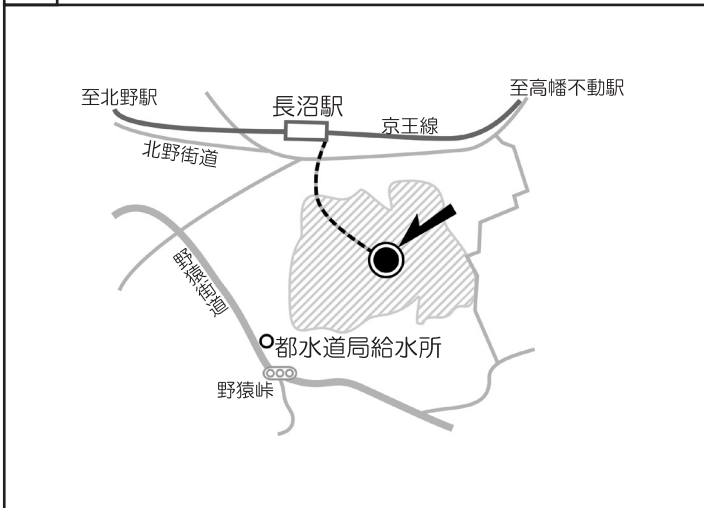 至北野駅
長沼駅
至高幡不動駅
京王線
北野街道
野猿街道
都水道局給水所
野猿峠